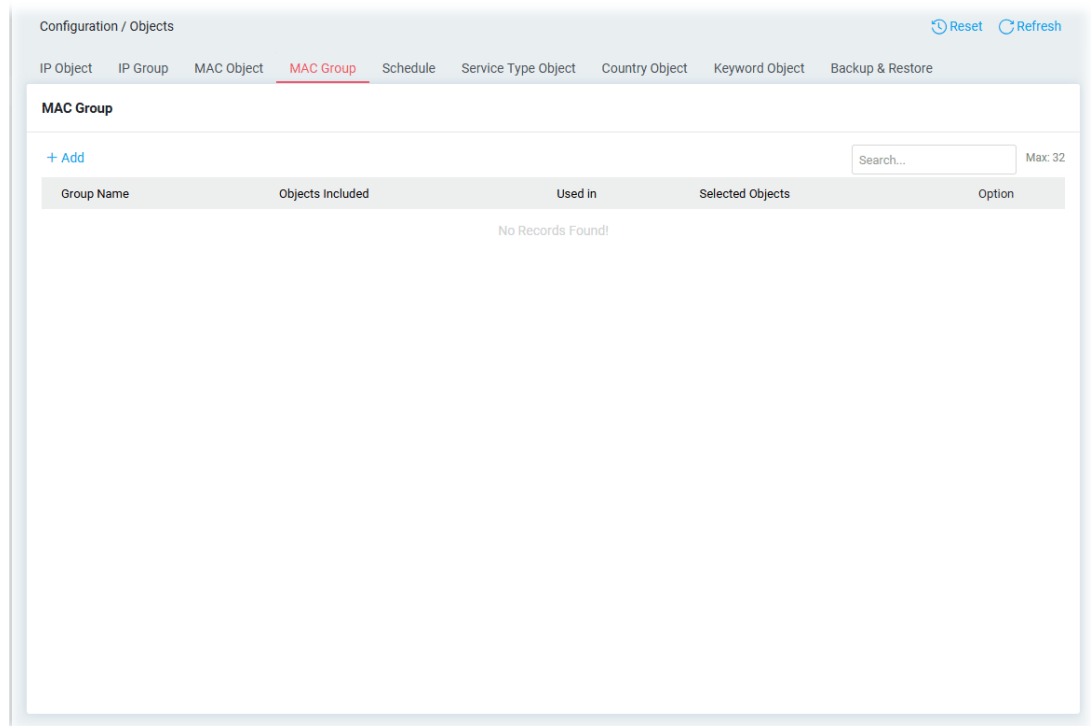 Configuration / Objects Reset Refresh
IP Object IP Group MAC Object MAC Group Schedule Service Type Object Country Object Keyword Object Backup & Restore
MAC Group
+ Add Search... Max: 32
Group Name Objects Included Used in Selected Objects Option
No Records Found!